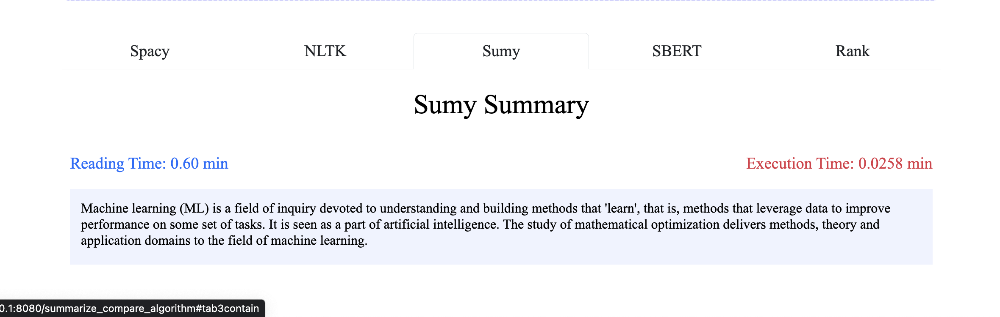 Spacy
NLTK
Sumy
SBERT
Rank
Sumy Summary
Reading Time: 0.60 min
Execution Time: 0.0258 min
Machine learning (ML) is a field of inquiry devoted to understanding and building methods that 'learn', that is, methods that leverage data to improve
performance on some set of tasks. It is seen as a part of artificial intelligence. The study of mathematical optimization delivers methods, theory and
application domains to the field of machine learning.
0.1:8080/summarize_compare_algorithm#tab3contain